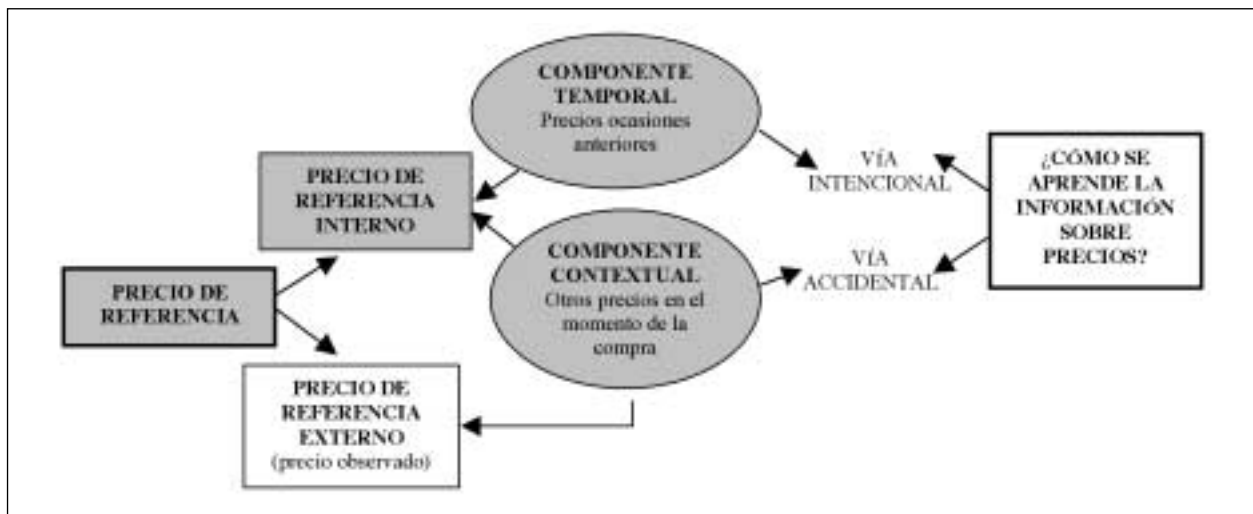 COMPONENTE
TEMPORAL
Precios ocasiones
anteriores
PRECIO DE
REFERENCIA
INTERNO
VÍA
INTENCIONAL
¿CÓMO SE
APRENDE LA
INFORMACIÓN
SOBRE
PRECIOS?
COMPONENTE
CONTEXTUAL
Otros precios en el
momento de la
compra
VÍA
ACCIDENTAL
PRECIO DE
REFERENCIA
PRECIO DE
REFERENCIA
EXTERNO
(precio observado)